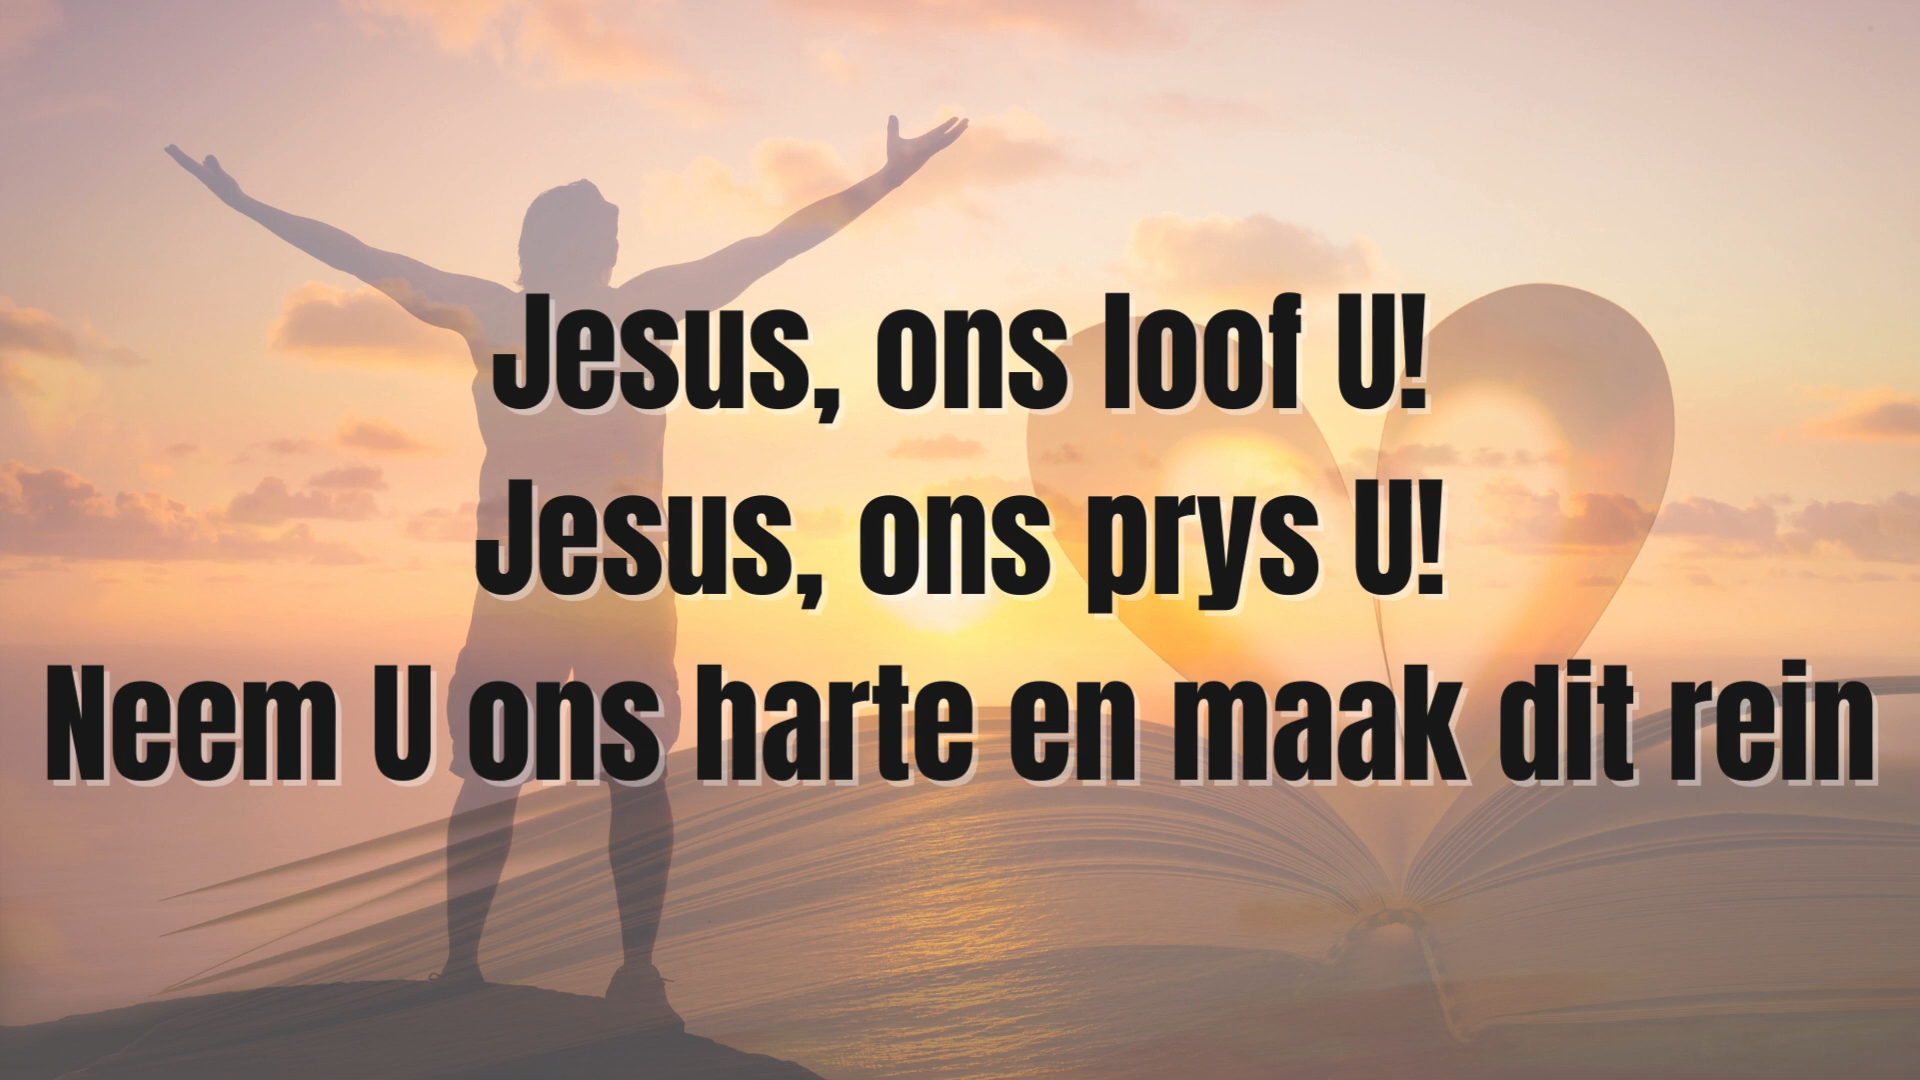 Jesus, ons loof U!
Jesus, ons prys U!
Neem U ons harte en maak dit rein